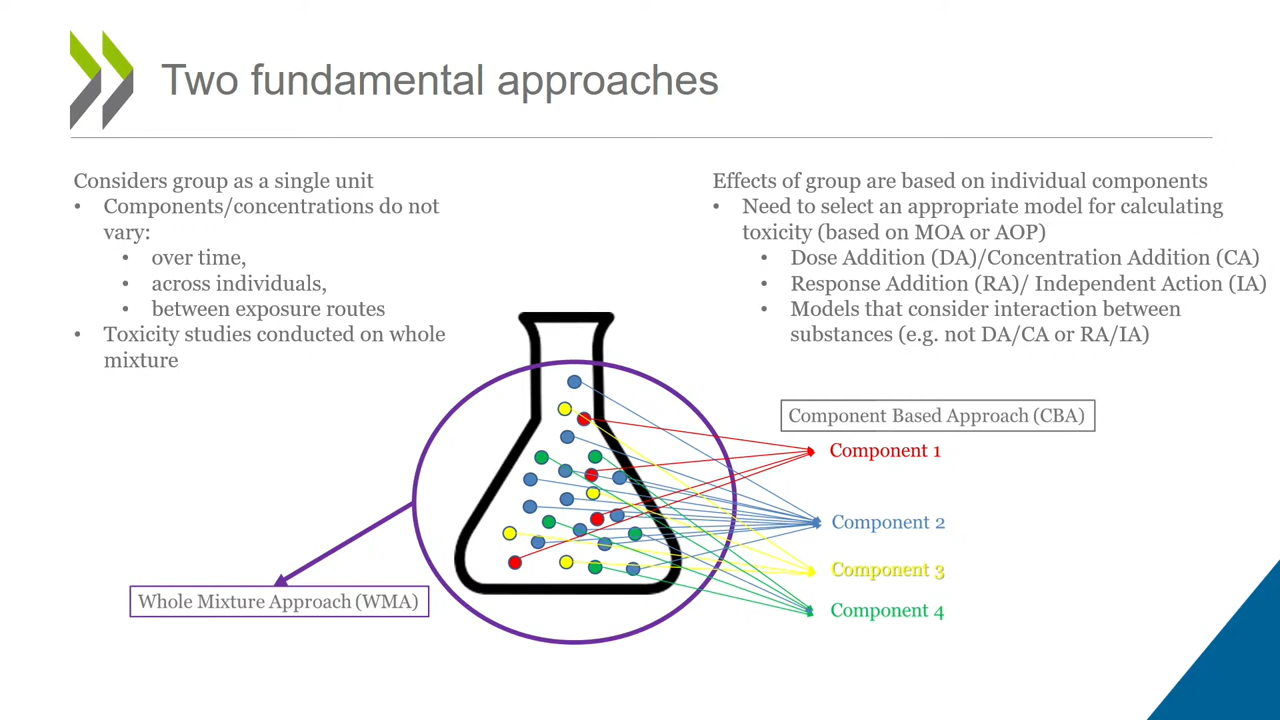 Two fundamental approaches
Considers group as a single unit
• Components/concentrations do not
vary:
• over time,
• across individuals,
• between exposure routes
• Toxicity studies conducted on whole
mixture
Effects of group are based on individual components
• Need to select an appropriate model for calculating
toxicity (based on MOA or AOP)
• Dose Addition (DA)/Concentration Addition (CA)
• Response Addition (RA)/ Independent Action (IA)
• Models that consider interaction between
substances (e.g. not DA/CA or RA/IA)
Component Based Approach (CBA)
Component 1
Component 2
Component 3
Component 4
Whole Mixture Approach (WMA)